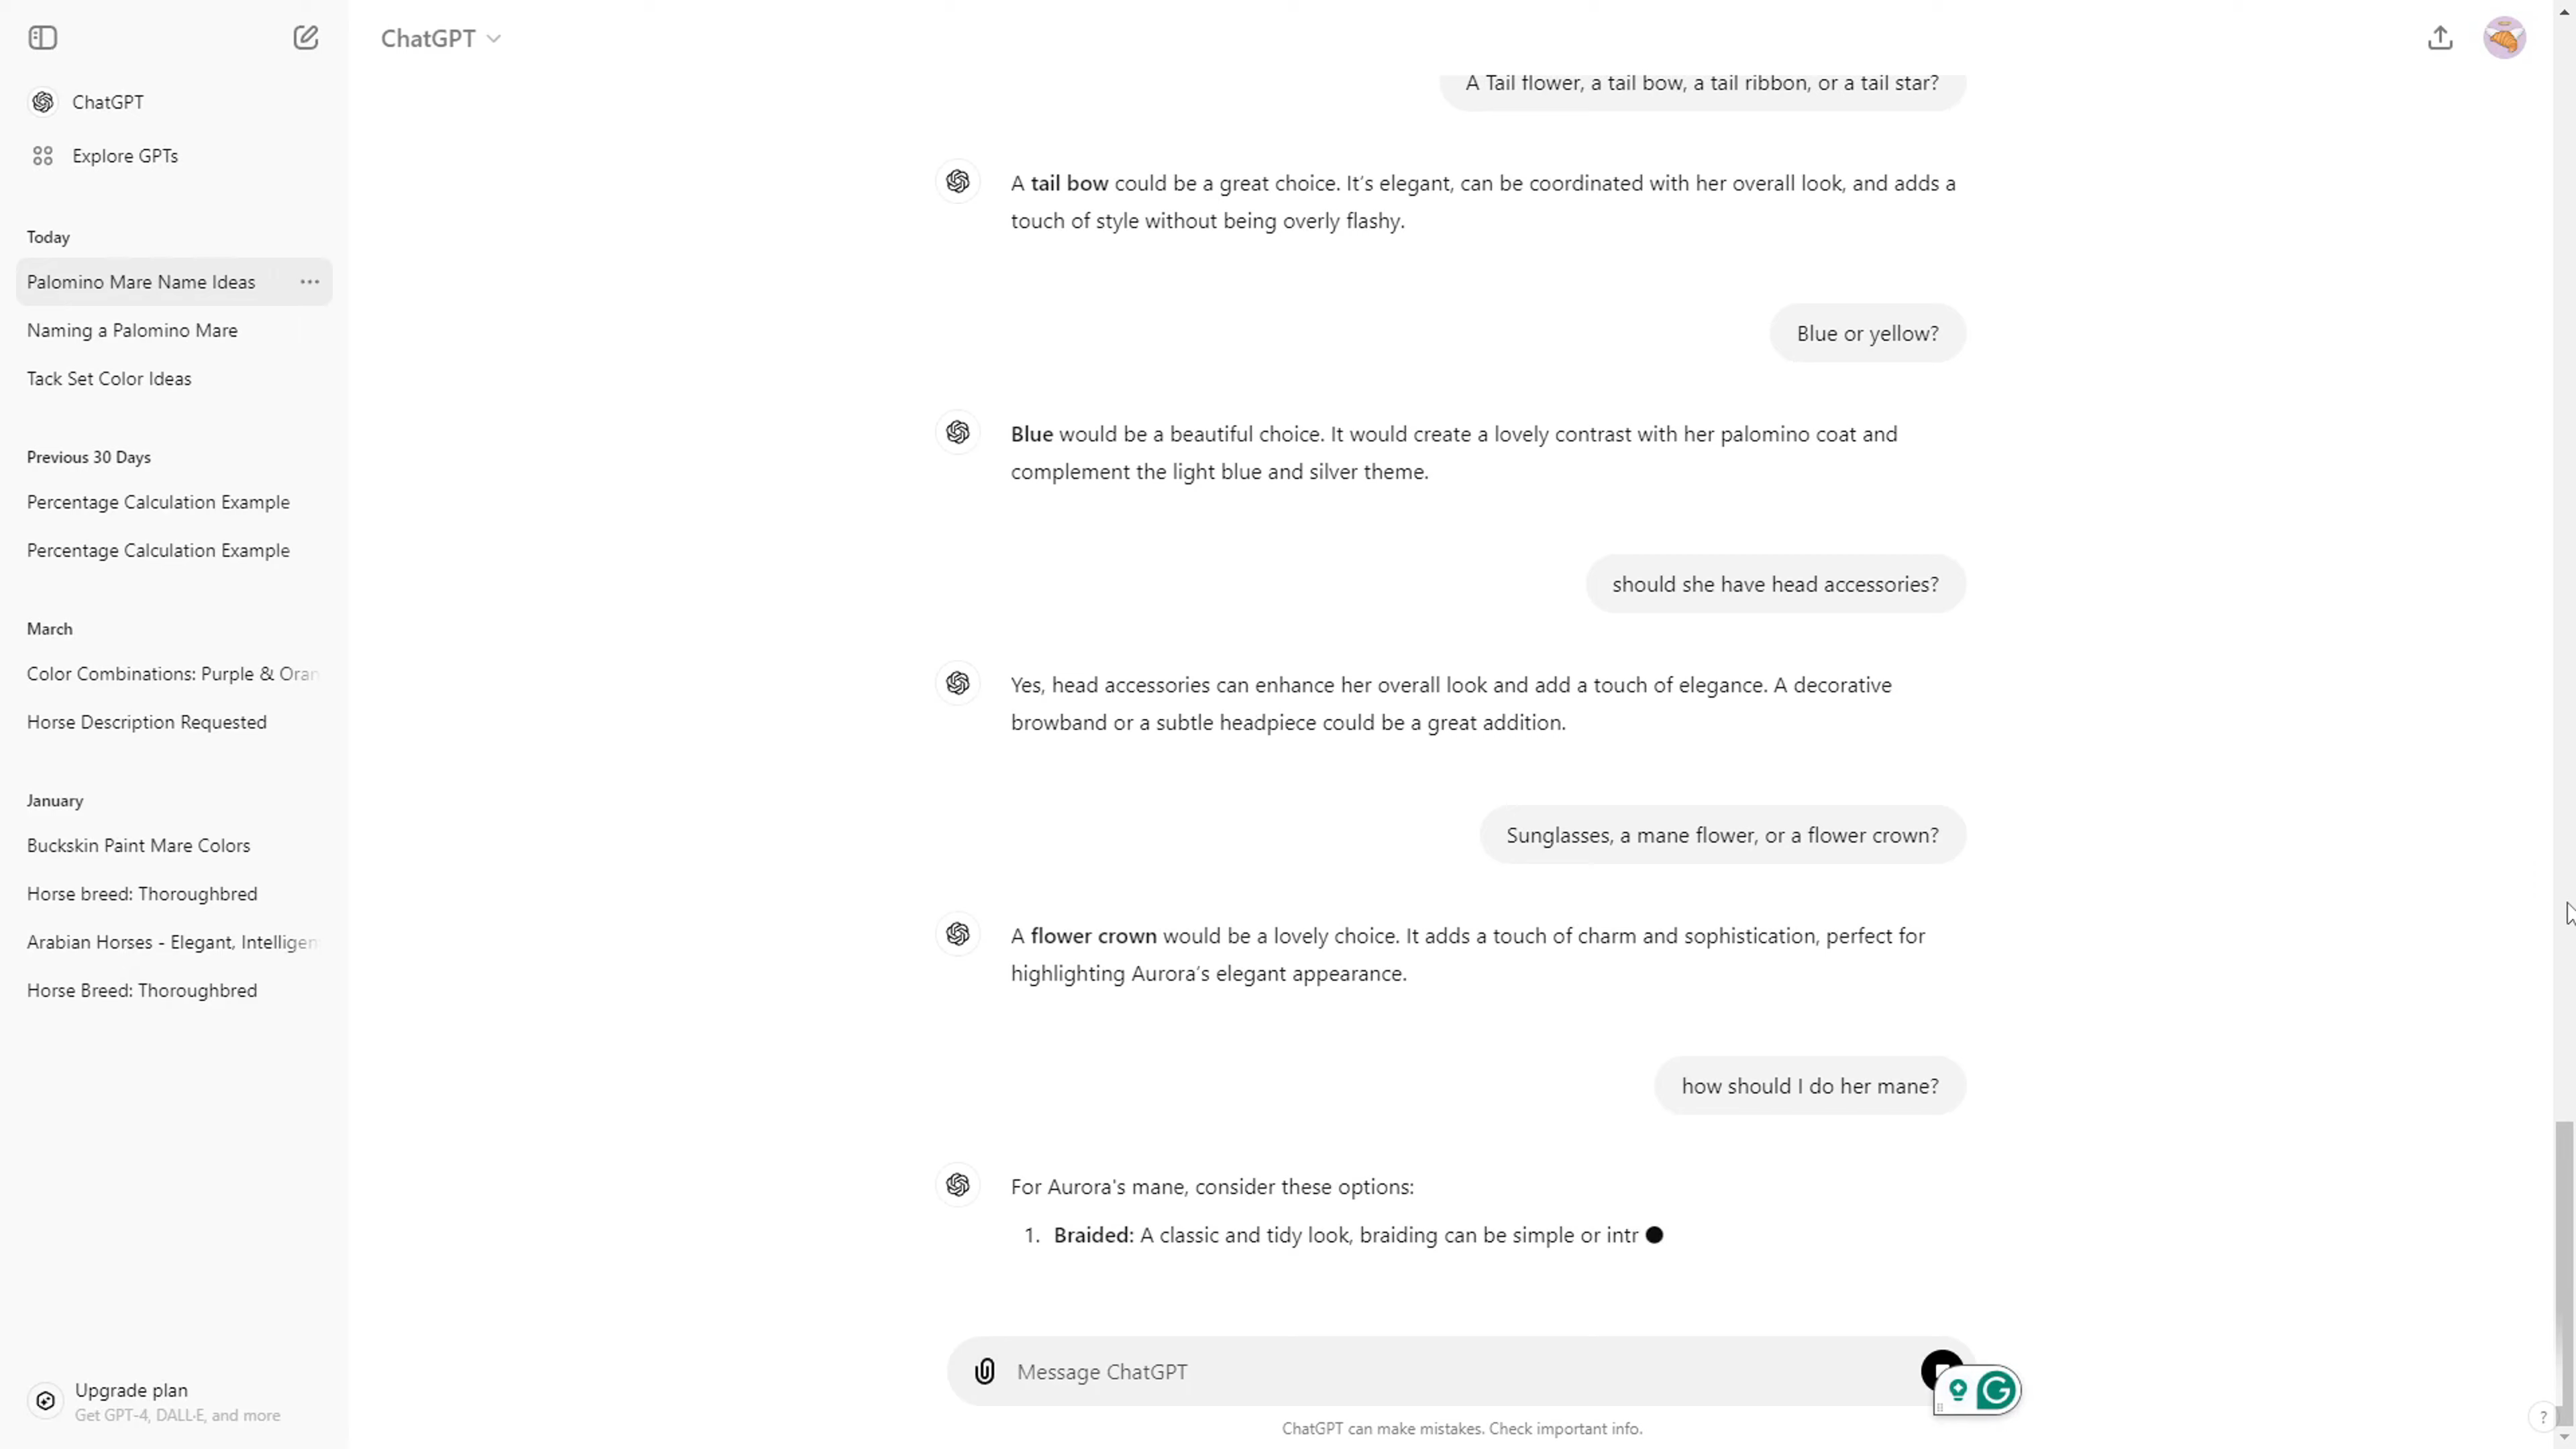 ChatGPT
Explore GPTs
Today
Palomino Mare Name Ideas
Naming a Palomino Mare
Tack Set Color Ideas
Previous 30 Days
Percentage Calculation Example
Percentage Calculation Example
March
Color Combinations: Purple & Oran
Horse Description Requested
January
Buckskin Paint Mare Colors
Horse breed: Thoroughbred
Arabian Horses - Elegant, Intelligen
Horse Breed: Thoroughbred
Upgrade plan
Get GPT-4, DALL·E, and more
ChatGPT
A Tail flower, a tail bow, a tail ribbon, or a tail star?
A tail bow could be a great choice. It’s elegant, can be coordinated with her overall look, and adds a
touch of style without being overly flashy.
Blue or yellow?
Blue would be a beautiful choice. It would create a lovely contrast with her palomino coat and
complement the light blue and silver theme.
should she have head accessories?
Yes, head accessories can enhance her overall look and add a touch of elegance. A decorative
browband or a subtle headpiece could be a great addition.
Sunglasses, a mane flower, or a flower crown?
A flower crown would be a lovely choice. It adds a touch of charm and sophistication, perfect for
highlighting Aurora’s elegant appearance.
how should I do her mane?
For Aurora's mane, consider these options:
1. Braided: A classic and tidy look, braiding can be simple or intr
Message ChatGPT
G
ChatGPT can make mistakes. Check important info.
?